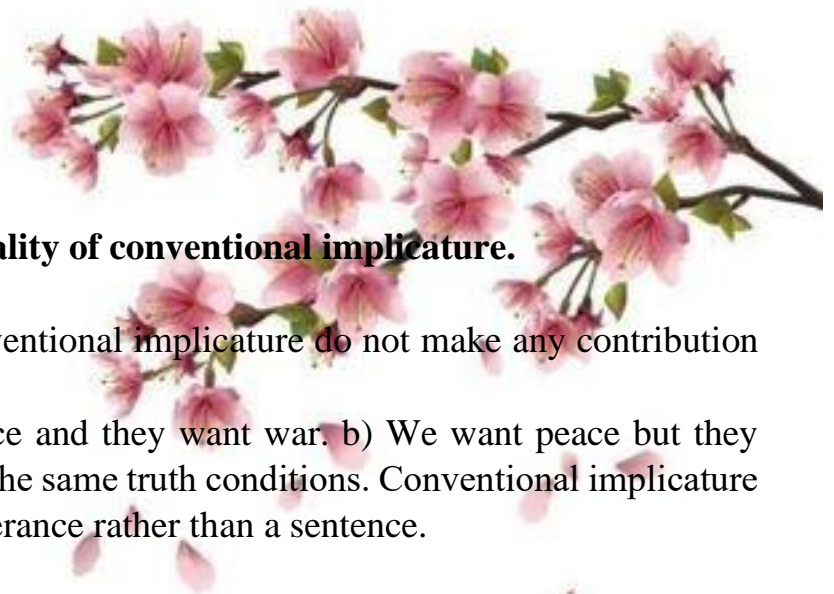 ality of conventional implicature.
ventional implicature do not make any contribution
ce and they want war. b) We want peace but they
he same truth conditions. Conventional implicature
erance rather than a sentence.